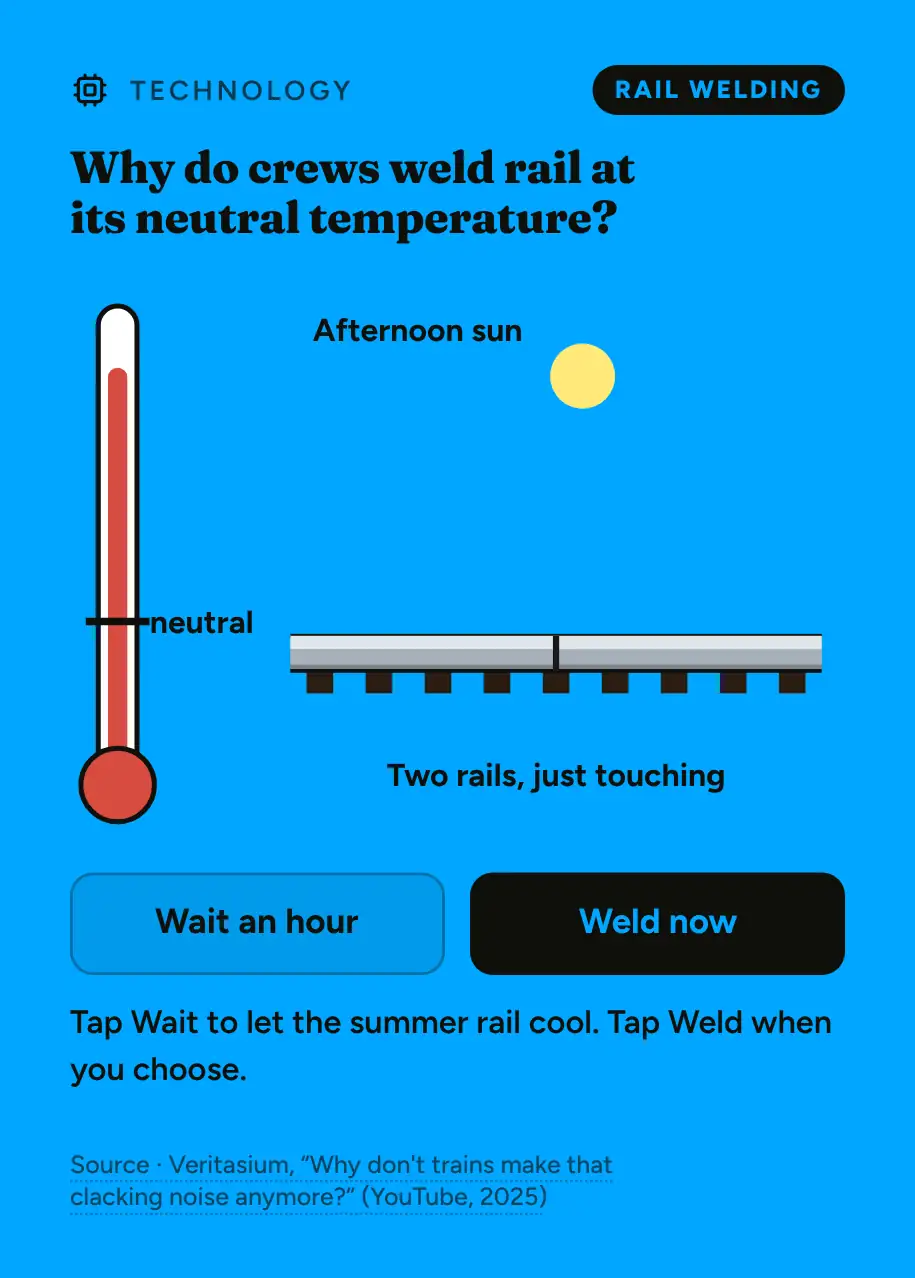 TECHNOLOGY
RAIL WELDING
Why do crews weld rail at
its neutral temperature?
Afternoon sun
neutral
Two rails, just touching
Wait an hour
Weld now
Tap Wait to let the summer rail cool. Tap Weld when
you choose.
Source · Veritasium, “Why don't trains make that
clacking noise anymore?” (YouTube, 2025)